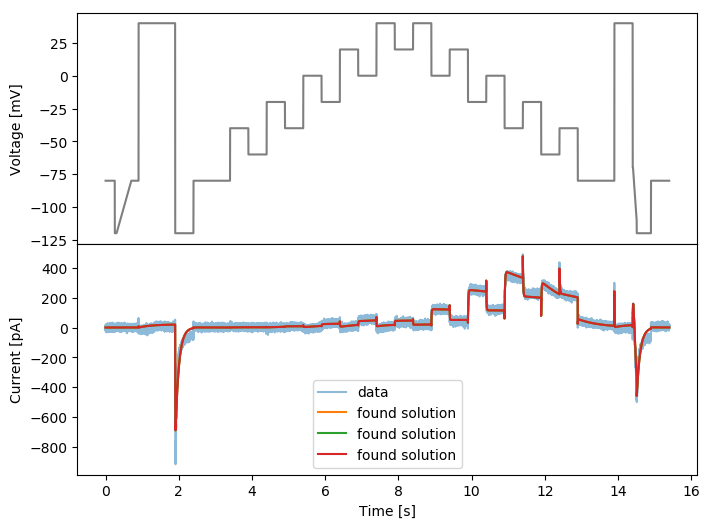 25
0
−25
−50
−75
−100
−125
Voltage [mV]
400
200
0
−200
−400
−600
−800
Current [pA]
data
found solution
found solution
found solution
0 2 4 6 8 10 12 14 16
Time [s]